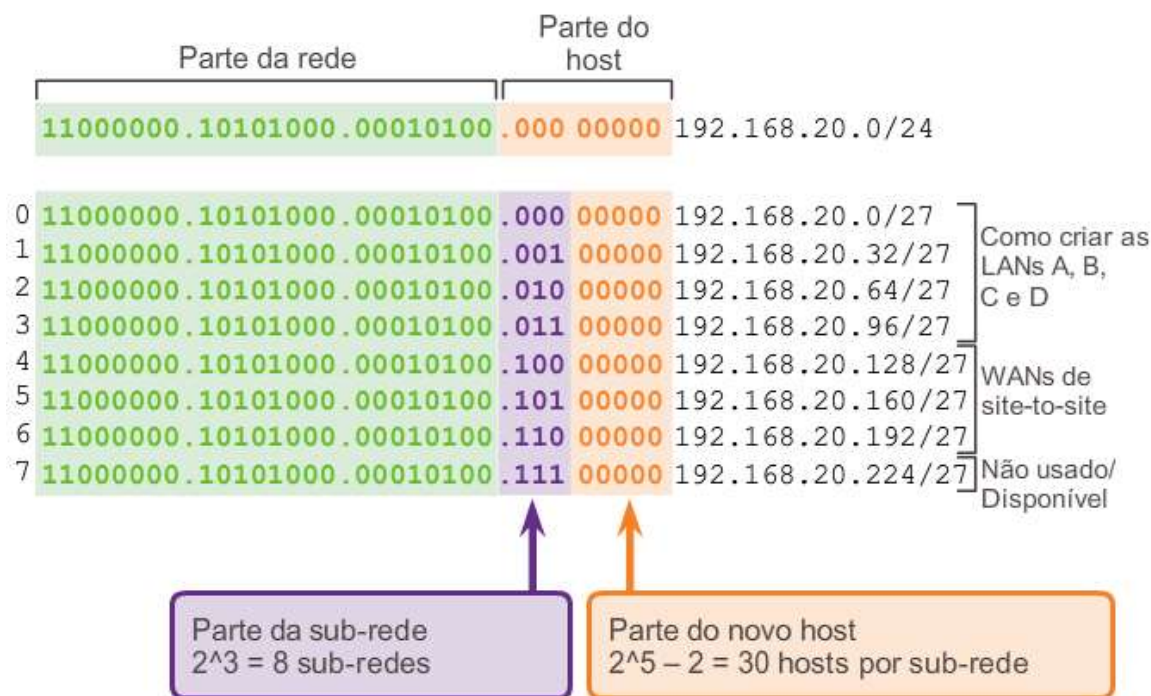 Parte da rede
Parte do
host
11000000.10101000.00010100.000 00000 192.168.20.0/24
0 11000000.10101000.00010100.000 00000 192.168.20.0/27
1 11000000.10101000.00010100.001 00000 192.168.20.32/27
2 11000000.10101000.00010100.010 00000 192.168.20.64/27
3 11000000.10101000.00010100.011 00000 192.168.20.96/27
Como criar as
LANs A, B,
C e D
4 11000000.10101000.00010100.100 00000 192.168.20.128/27
5 11000000.10101000.00010100.101 00000 192.168.20.160/27
6 11000000.10101000.00010100.110 00000 192.168.20.192/27
WANs de
site-to-site
7 11000000.10101000.00010100.111 00000 192.168.20.224/27
Não usado/
Disponível
Parte da sub-rede
2^3 = 8 sub-redes
Parte do novo host
2^5 – 2 = 30 hosts por sub-rede